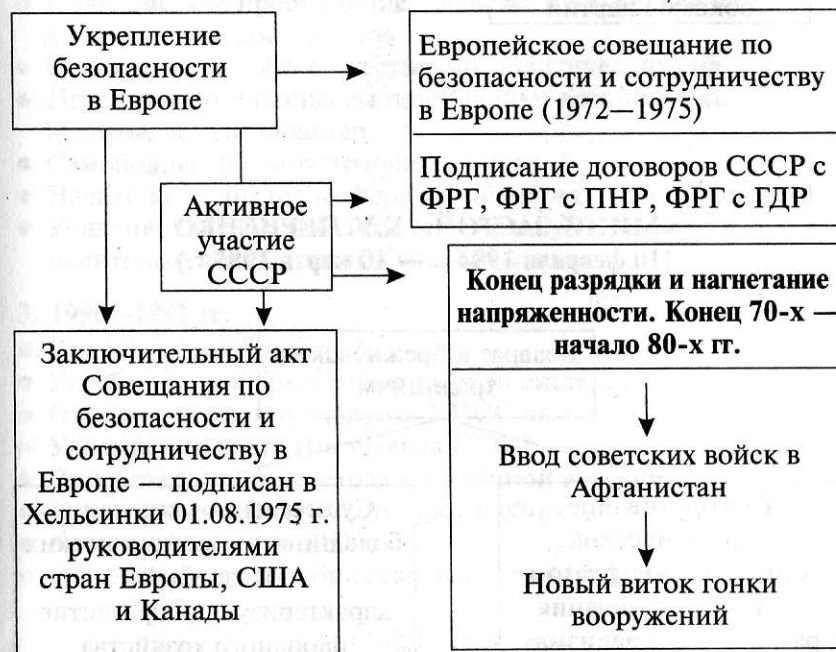 Укрепление
безопасности
в Европе
Европейское совещание по
безопасности и сотрудничеству
в Европе (1972—1975)
Подписание договоров СССР с
ФРГ, ФРГ с ПНР, ФРГ с ГДР
Активное
участие
СССР
Конец разрядки и нагнетание
напряженности. Конец 70-х —
начало 80-х гг.
Заключительный акт
Совещания по
безопасности и
сотрудничеству в
Европе — подписан в
Хельсинки 01.08.1975 г.
руководителями
стран Европы, США
и Канады
Ввод советских войск в
Афганистан
Новый виток гонки
вооружений